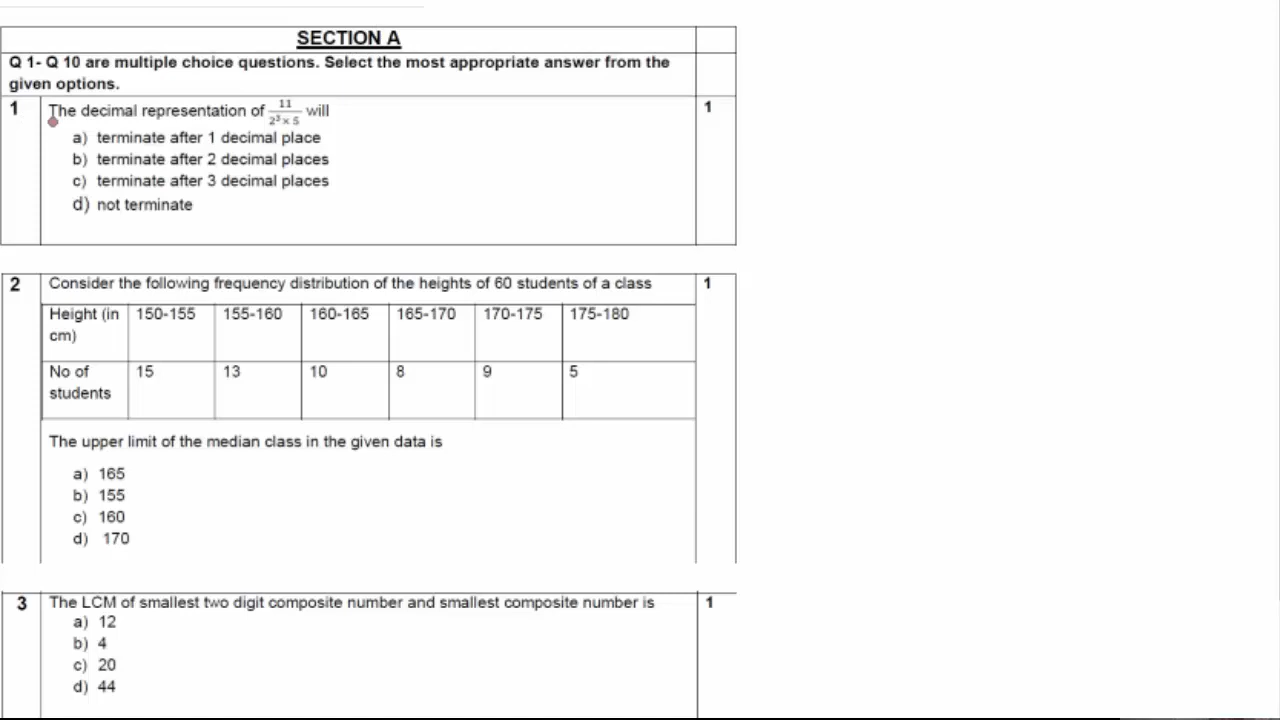 SECTION A
Q 1- Q 10 are multiple choice questions. Select the most appropriate answer from the
given options.
1 The decimal representation of 11/(2³ × 5) will 1
a) terminate after 1 decimal place
b) terminate after 2 decimal places
c) terminate after 3 decimal places
d) not terminate
2 Consider the following frequency distribution of the heights of 60 students of a class 1
Height (in 150-155 155-160 160-165 165-170 170-175 175-180
cm)
No of 15 13 10 8 9 5
students
The upper limit of the median class in the given data is
a) 165
b) 155
c) 160
d) 170
3 The LCM of smallest two digit composite number and smallest composite number is 1
a) 12
b) 4
c) 20
d) 44